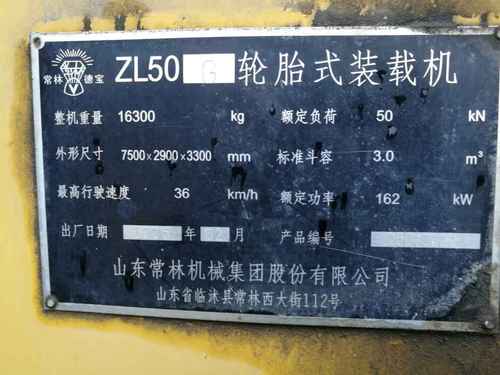 常林 德宝
ZL50 G 轮胎式装载机
整机重量 16300 kg 额定负荷 50 kN
外形尺寸 7500×2900×3300 mm 标准斗容 3.0 m³
最高行驶速度 36 km/h 额定功率 162 kW
出厂日期 年 月 产品编号
山东常林机械集团股份有限公司
山东省临沭县常林西大街112号